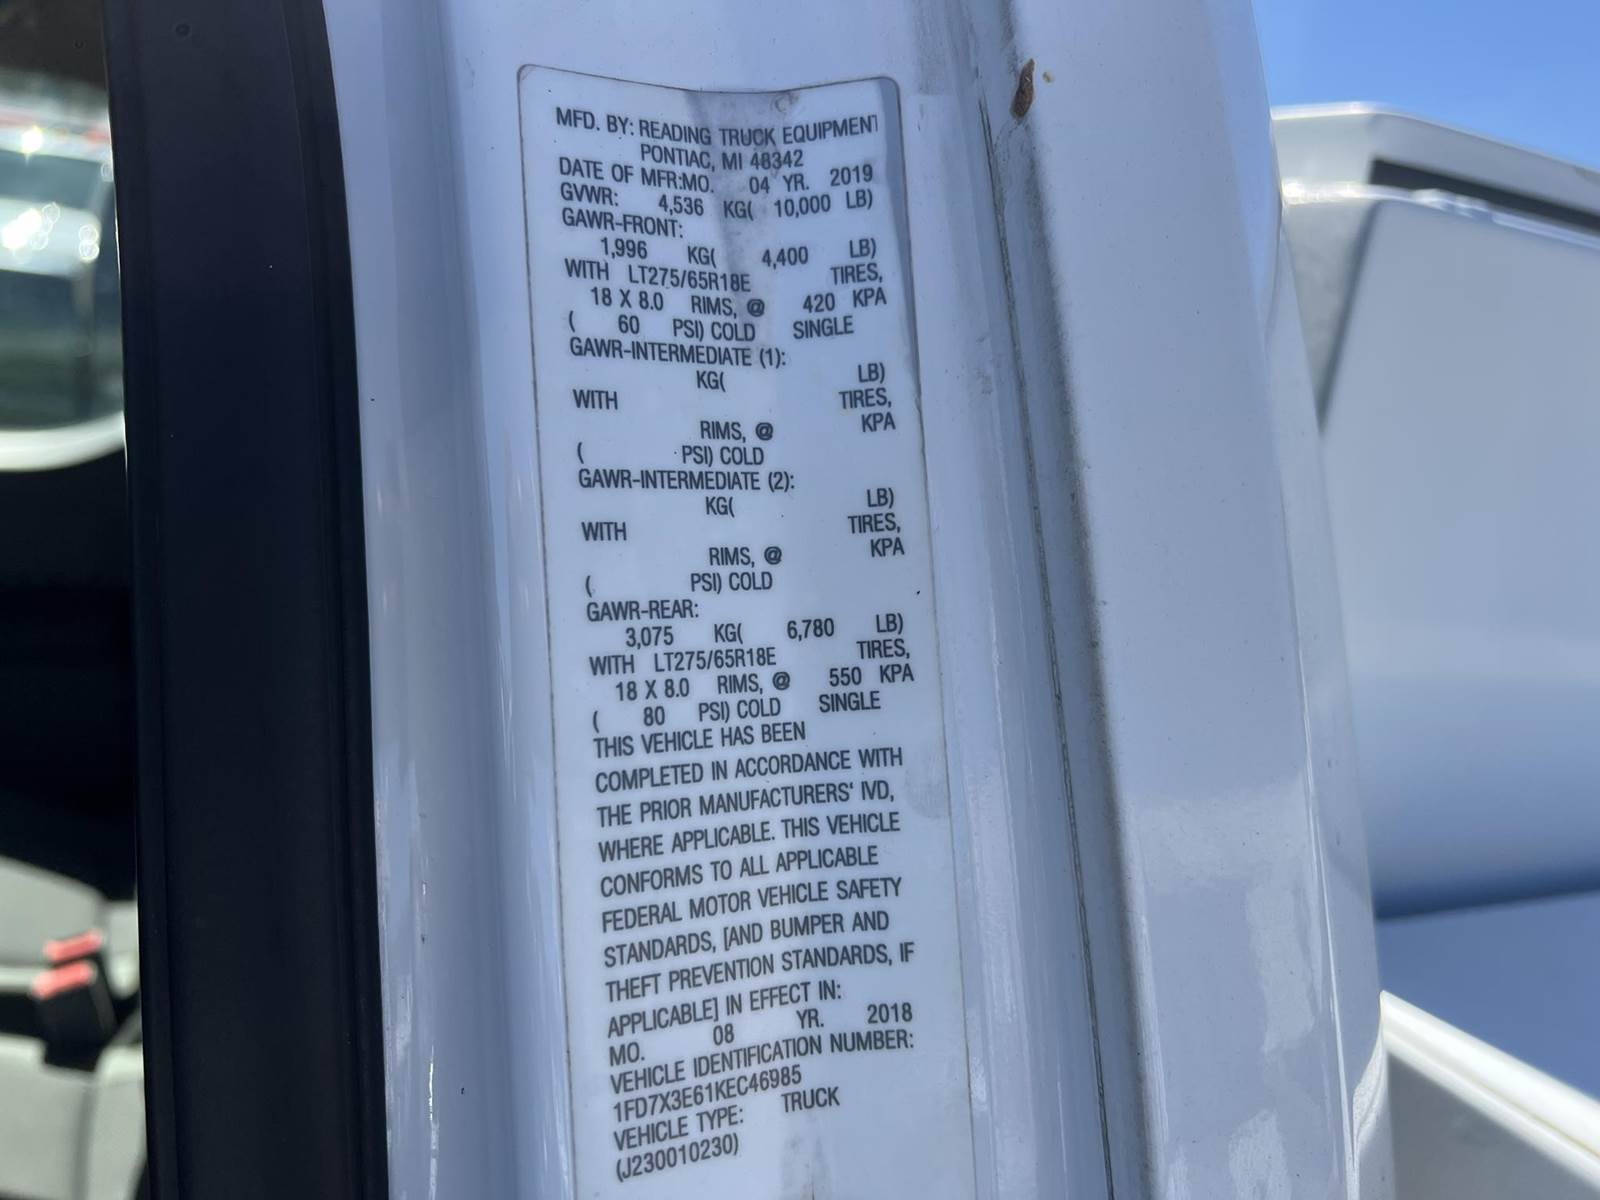 MFD. BY: READING TRUCK EQUIPMENT
PONTIAC, MI 48342
DATE OF MFR:MO. 04 YR. 2019
GVWR: 4,536 KG( 10,000 LB)
GAWR-FRONT:
1,996 KG( 4,400 LB)
WITH LT275/65R18E TIRES,
18 X 8.0 RIMS, @ 420 KPA
( 60 PSI) COLD SINGLE
GAWR-INTERMEDIATE (1):
KG( LB)
WITH TIRES,
RIMS, @ KPA
( PSI) COLD
GAWR-INTERMEDIATE (2):
KG( LB)
WITH TIRES,
RIMS, @ KPA
( PSI) COLD
GAWR-REAR:
3,075 KG( 6,780 LB)
WITH LT275/65R18E TIRES,
18 X 8.0 RIMS, @ 550 KPA
( 80 PSI) COLD SINGLE
THIS VEHICLE HAS BEEN
COMPLETED IN ACCORDANCE WITH
THE PRIOR MANUFACTURERS' IVD,
WHERE APPLICABLE. THIS VEHICLE
CONFORMS TO ALL APPLICABLE
FEDERAL MOTOR VEHICLE SAFETY
STANDARDS, [AND BUMPER AND
THEFT PREVENTION STANDARDS, IF
APPLICABLE] IN EFFECT IN:
MO. 08 YR. 2018
VEHICLE IDENTIFICATION NUMBER:
1FD7X3E61KEC46985
VEHICLE TYPE: TRUCK
(J230010230)